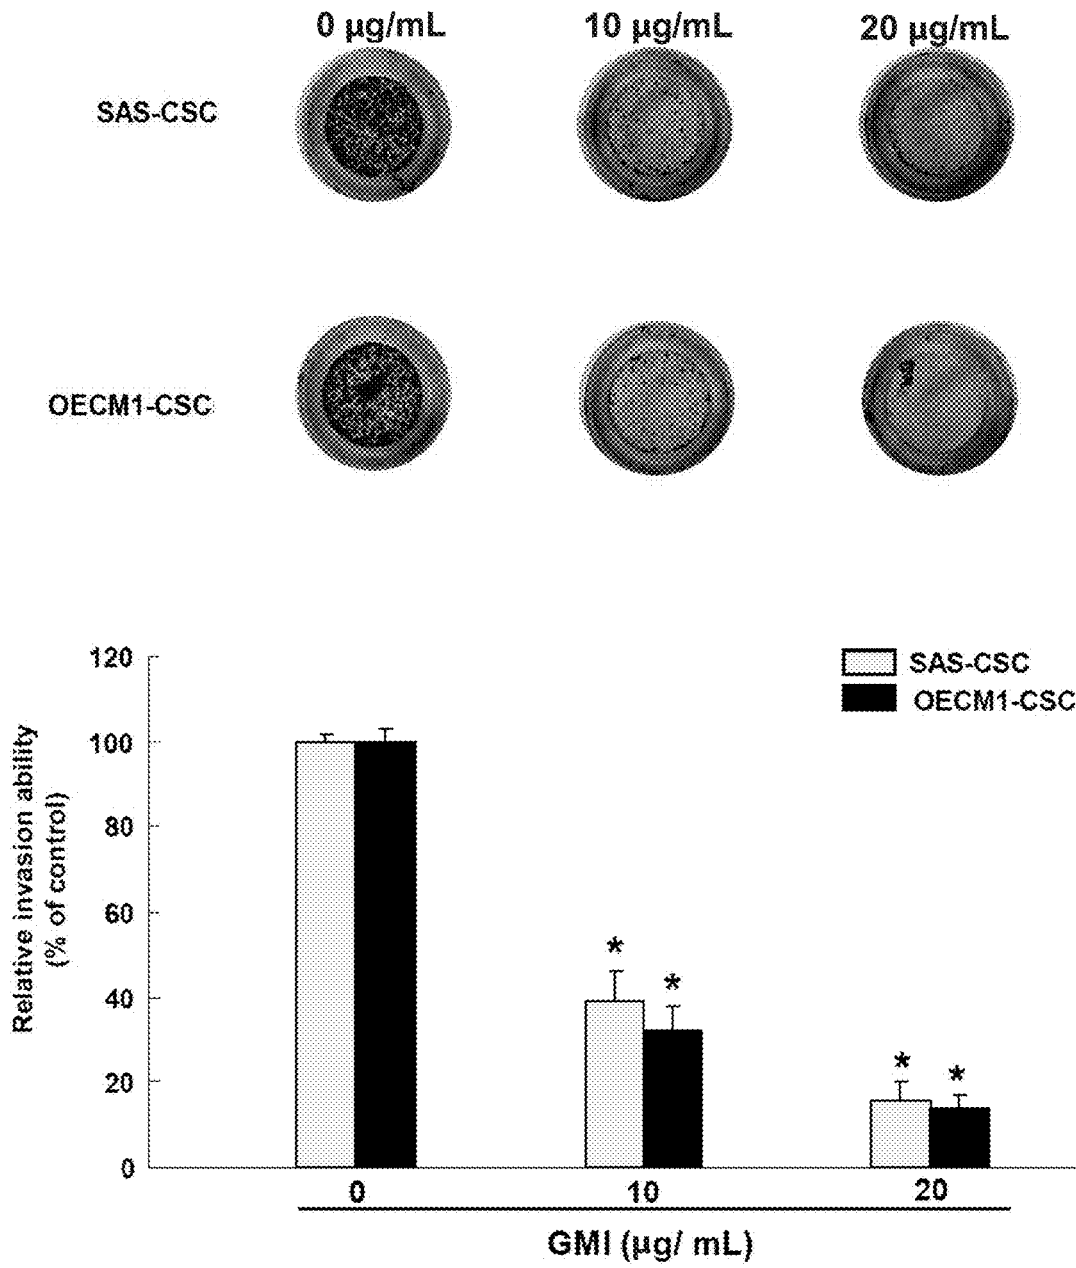 0 µg/mL 10 µg/mL 20 µg/mL
SAS-CSC
OECM1-CSC
SAS-CSC
OECM1-CSC
Relative invasion ability
(% of control)
120
100
80
60
40
20
0
* *
* *
0 10 20
GMI (µg/ mL)